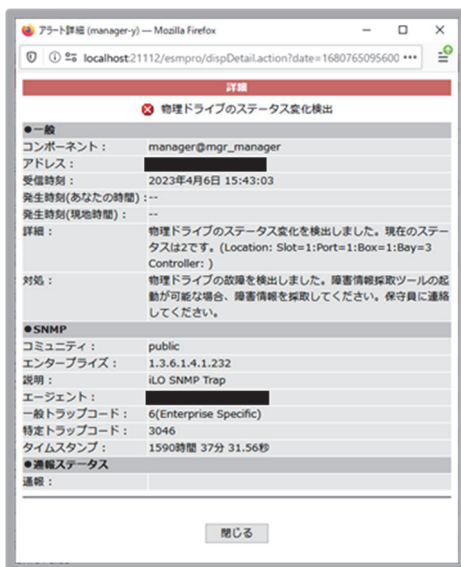 アラート詳細 (manager-y) — Mozilla Firefox
localhost:21112/esmpro/dispDetail.action?date=1680765095600 •••
詳細
物理ドライブのステータス変化検出
●一般
コンポーネント： manager@mgr_manager
アドレス：
受信時刻： 2023年4月6日 15:43:03
発生時刻(あなたの時間)：--
発生時刻(現地時間)： --
詳細： 物理ドライブのステータス変化を検出しました。現在のステー
タスは2です。(Location: Slot=1:Port=1:Box=1:Bay=3
Controller: )
対処： 物理ドライブの故障を検出しました。障害情報採取ツールの起
動が可能な場合、障害情報を採取してください。保守員に連絡
してください。
●SNMP
コミュニティ： public
エンタープライズ： 1.3.6.1.4.1.232
説明： iLO SNMP Trap
エージェント：
一般トラップコード： 6(Enterprise Specific)
特定トラップコード： 3046
タイムスタンプ： 1590時間 37分 31.56秒
●通報ステータス
通報：
閉じる